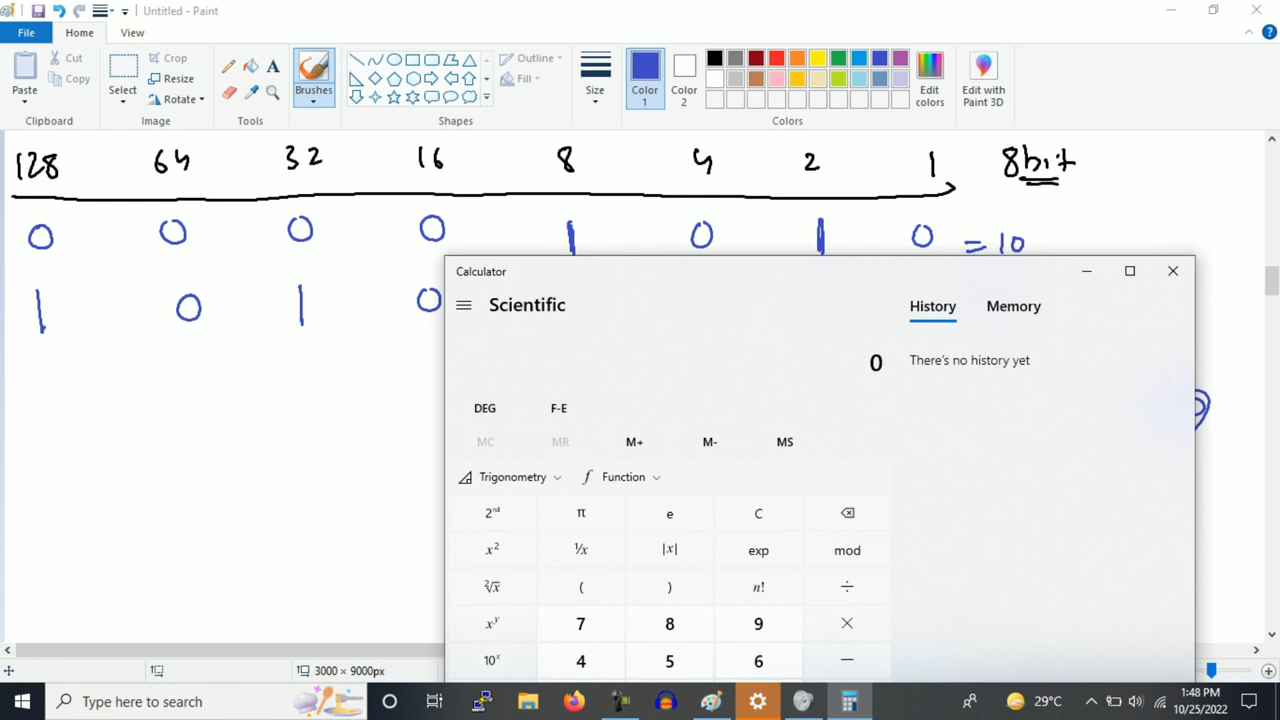 Untitled - Paint
File Home View
Cut
Copy
Paste
Crop
Resize
Rotate
Select
Brushes
Outline
Fill
Size
Color 1
Color 2
Edit colors
Edit with Paint 3D
Clipboard Image Tools Shapes Colors
128 64 32 16 8 4 2 1 8bit
0 0 0 0 1 0 1 0 = 10
1 0 1 0
Calculator
Scientific
History Memory
0
There's no history yet
DEG F-E
MC MR M+ M- MS
Trigonometry f Function
2nd π e C
x² ¹/x |x| exp mod
²√x ( ) n! ÷
xʸ 7 8 9 ×
10ˣ 4 5 6 −
3000 × 9000px
Type here to search
29°C
1:48 PM
10/25/2022